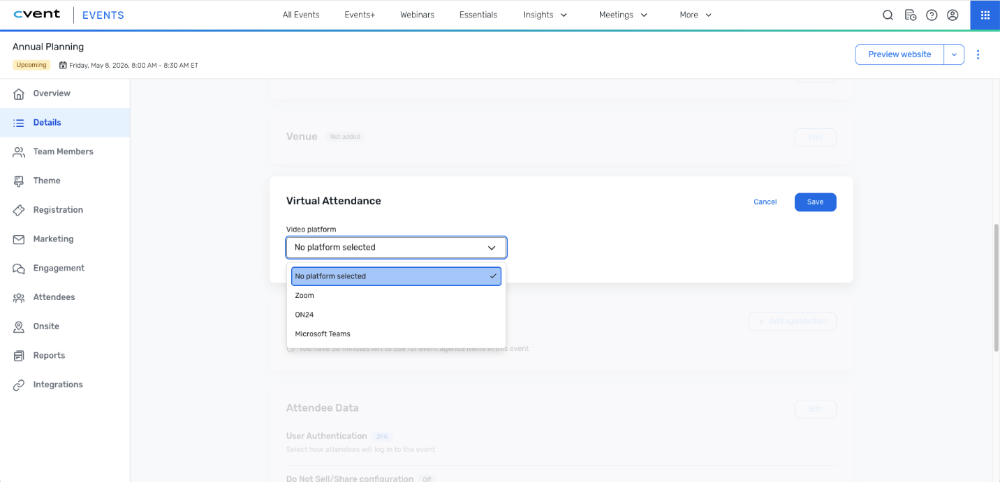 cvent EVENTS All Events Events+ Webinars Essentials Insights Meetings More
Annual Planning
Preview website
Upcoming Friday, May 8, 2026, 8:00 AM - 8:30 AM ET
Overview
Details
Team Members
Theme
Registration
Marketing
Engagement
Attendees
Onsite
Reports
Integrations
Venue Not added Edit
Virtual Attendance Cancel Save
Video platform
No platform selected
No platform selected
Zoom
ON24
Microsoft Teams
+ Add agenda item
You have 30 minutes left to use for event agenda items in this event
Attendee Data Edit
User Authentication 2FA
Select how attendees will log in to the event
Do Not Sell/Share configuration Off